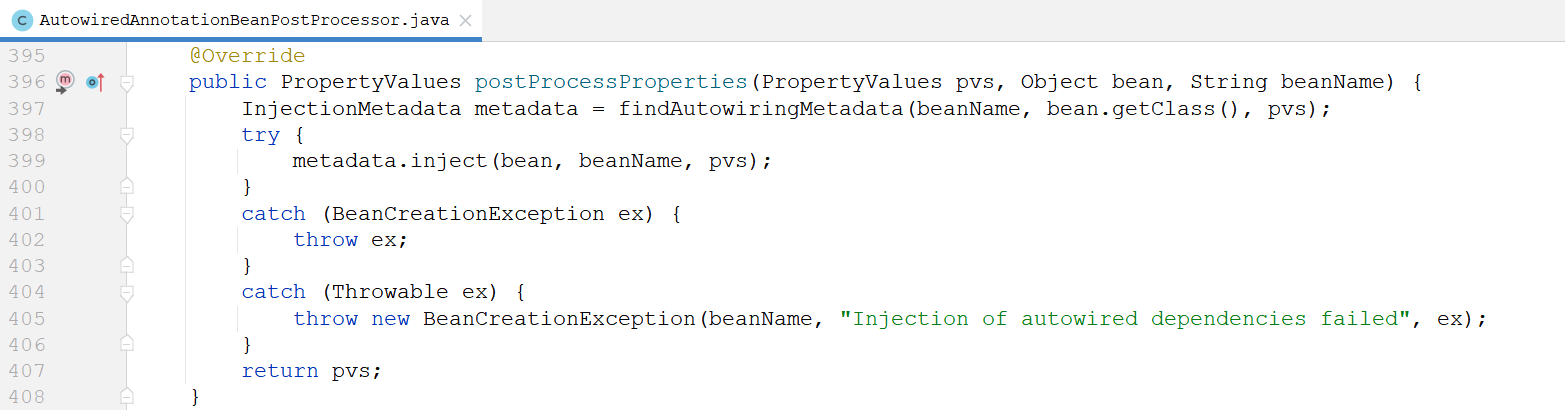 C AutowiredAnnotationBeanPostProcessor.java
395 @Override
396 m public PropertyValues postProcessProperties(PropertyValues pvs, Object bean, String beanName) {
397 InjectionMetadata metadata = findAutowiringMetadata(beanName, bean.getClass(), pvs);
398 try {
399 metadata.inject(bean, beanName, pvs);
400 }
401 catch (BeanCreationException ex) {
402 throw ex;
403 }
404 catch (Throwable ex) {
405 throw new BeanCreationException(beanName, "Injection of autowired dependencies failed", ex);
406 }
407 return pvs;
408 }